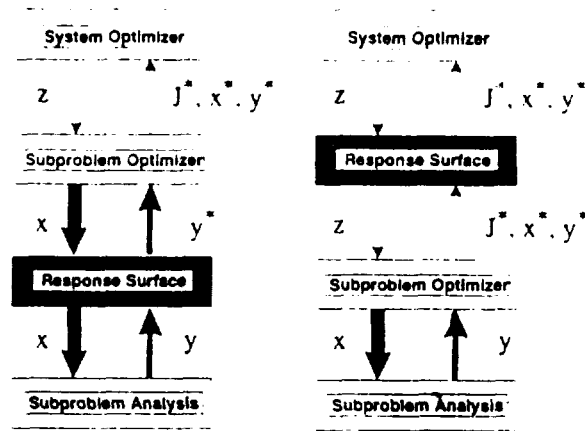 System Optimizer
z J*, x*, y*
Subproblem Optimizer
x y*
Response Surface
x y
Subproblem Analysis
System Optimizer
z J*, x*, y*
Response Surface
z J*, x*, y*
Subproblem Optimizer
x y
Subproblem Analysis